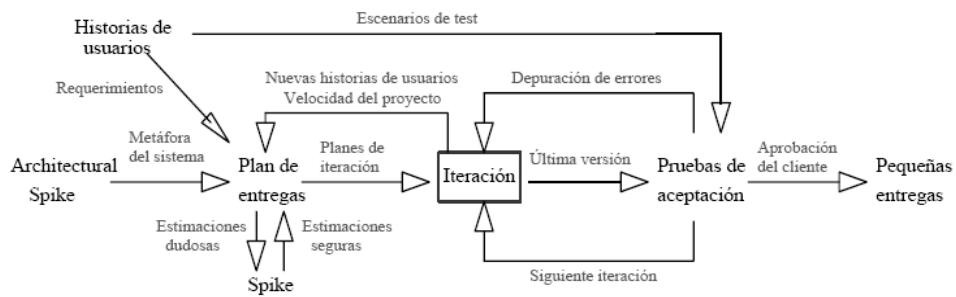 Escenarios de test
Historias de
usuarios
Requerimientos
Nuevas historias de usuarios
Velocidad del proyecto
Depuración de errores
Architectural
Spike
Metáfora
del sistema
Plan de
entregas
Planes de
iteración
Iteración
Última versión
Pruebas de
aceptación
Aprobación
del cliente
Pequeñas
entregas
Estimaciones
dudosas
Estimaciones
seguras
Siguiente iteración
Spike